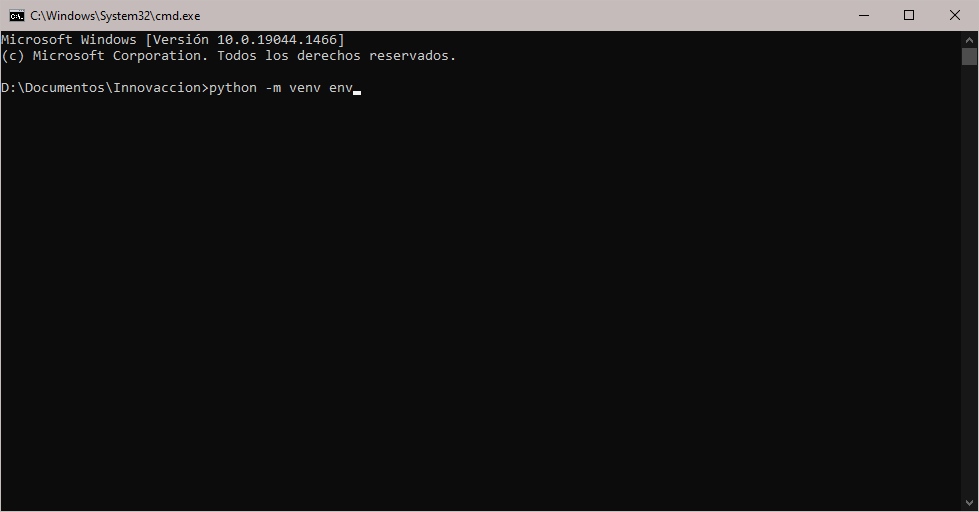 C:\Windows\System32\cmd.exe
Microsoft Windows [Versión 10.0.19044.1466]
(c) Microsoft Corporation. Todos los derechos reservados.
D:\Documentos\Innovaccion>python -m venv env